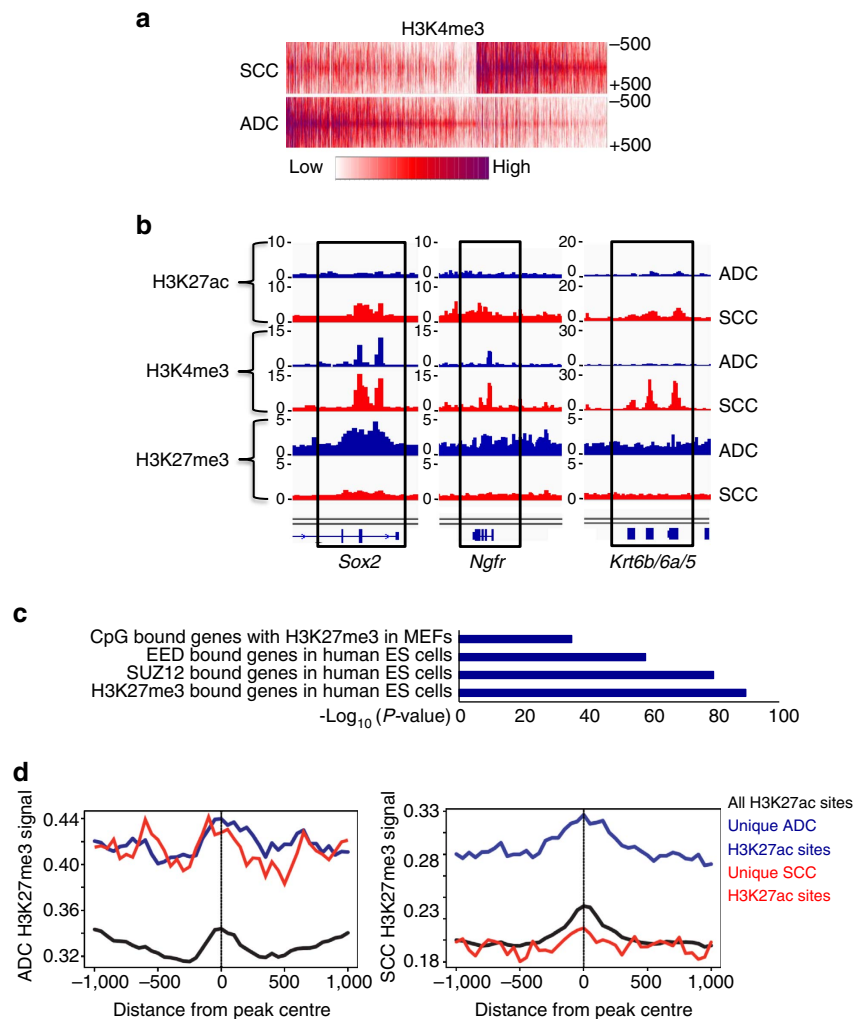 a
H3K4me3
SCC
–500
+500
ADC
–500
+500
Low
High
b
10
0
10
0
20
0
H3K27ac
ADC
10
0
10
0
20
0
SCC
15
0
15
0
30
0
H3K4me3
ADC
15
0
15
0
30
0
SCC
5
0
5
0
5
0
H3K27me3
ADC
5
0
5
0
5
0
SCC
Sox2
Ngfr
Krt6b/6a/5
c
CpG bound genes with H3K27me3 in MEFs
EED bound genes in human ES cells
SUZ12 bound genes in human ES cells
H3K27me3 bound genes in human ES cells
-Log10 (P-value)
0 20 40 60 80 100
d
ADC H3K27me3 signal
0.44
0.40
0.36
0.32
–1,000 –500 0 500 1,000
Distance from peak centre
SCC H3K27me3 signal
0.33
0.28
0.23
0.18
–1,000 –500 0 500 1,000
Distance from peak centre
All H3K27ac sites
Unique ADC
H3K27ac sites
Unique SCC
H3K27ac sites